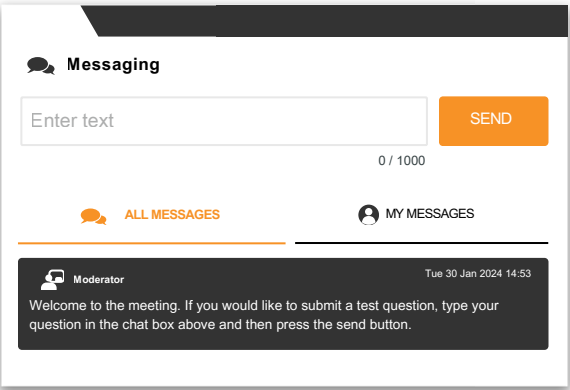 Messaging
Enter text
SEND
0 / 1000
ALL MESSAGES
MY MESSAGES
Moderator
Tue 30 Jan 2024 14:53
Welcome to the meeting. If you would like to submit a test question, type your
question in the chat box above and then press the send button.